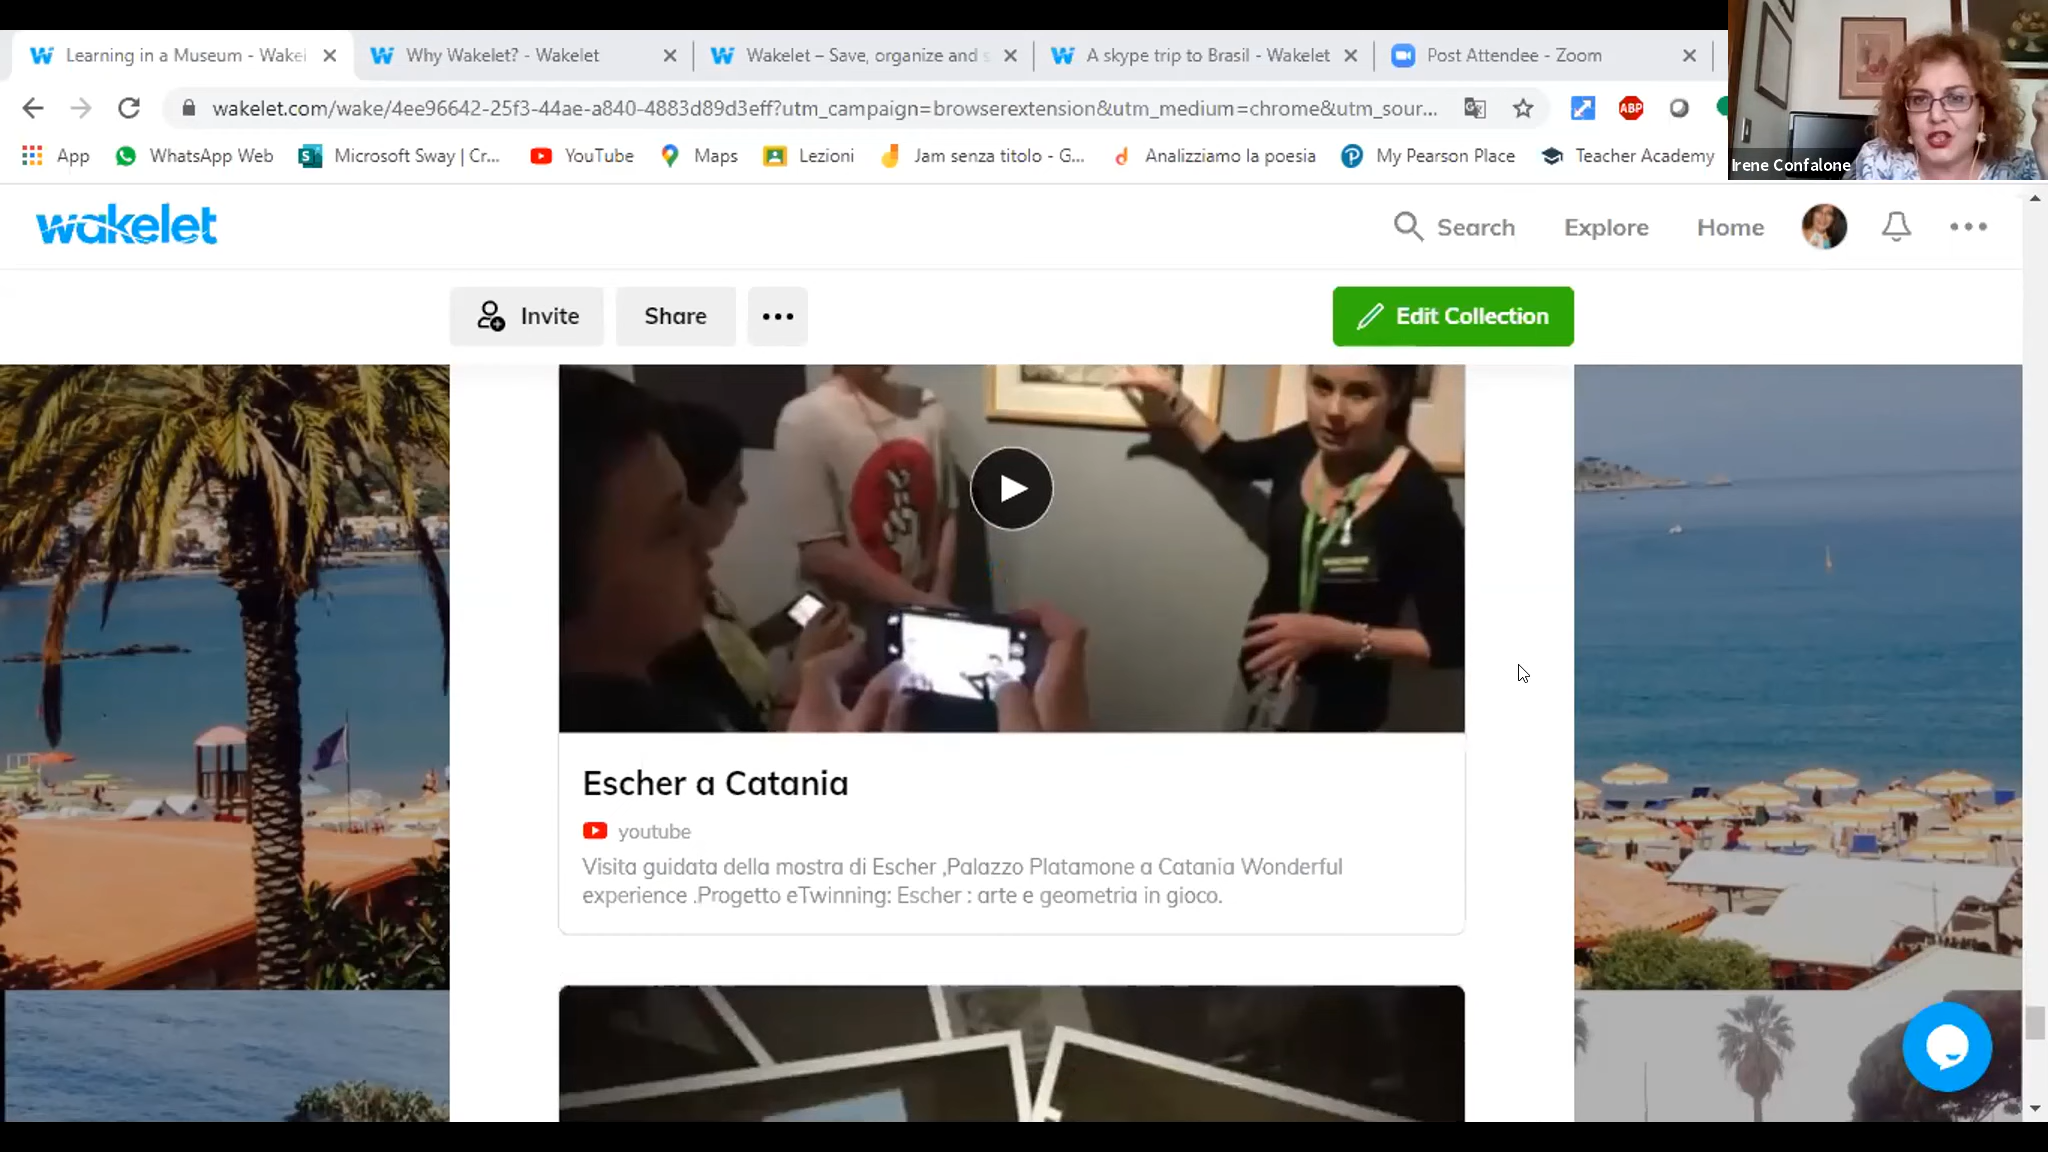 Learning in a Museum - Wakel
Why Wakelet? - Wakelet
Wakelet – Save, organize and s
A skype trip to Brasil - Wakelet
Post Attendee - Zoom
wakelet.com/wake/4ee96642-25f3-44ae-a840-4883d89d3eff?utm_campaign=browserextension&utm_medium=chrome&utm_sour...
ABP
App
WhatsApp Web
Microsoft Sway | Cr...
YouTube
Maps
Lezioni
Jam senza titolo - G...
Analizziamo la poesia
My Pearson Place
Teacher Academy
Irene Confalone
wakelet
Search
Explore
Home
Invite
Share
Edit Collection
Escher a Catania
youtube
Visita guidata della mostra di Escher ,Palazzo Platamone a Catania Wonderful
experience .Progetto eTwinning: Escher : arte e geometria in gioco.